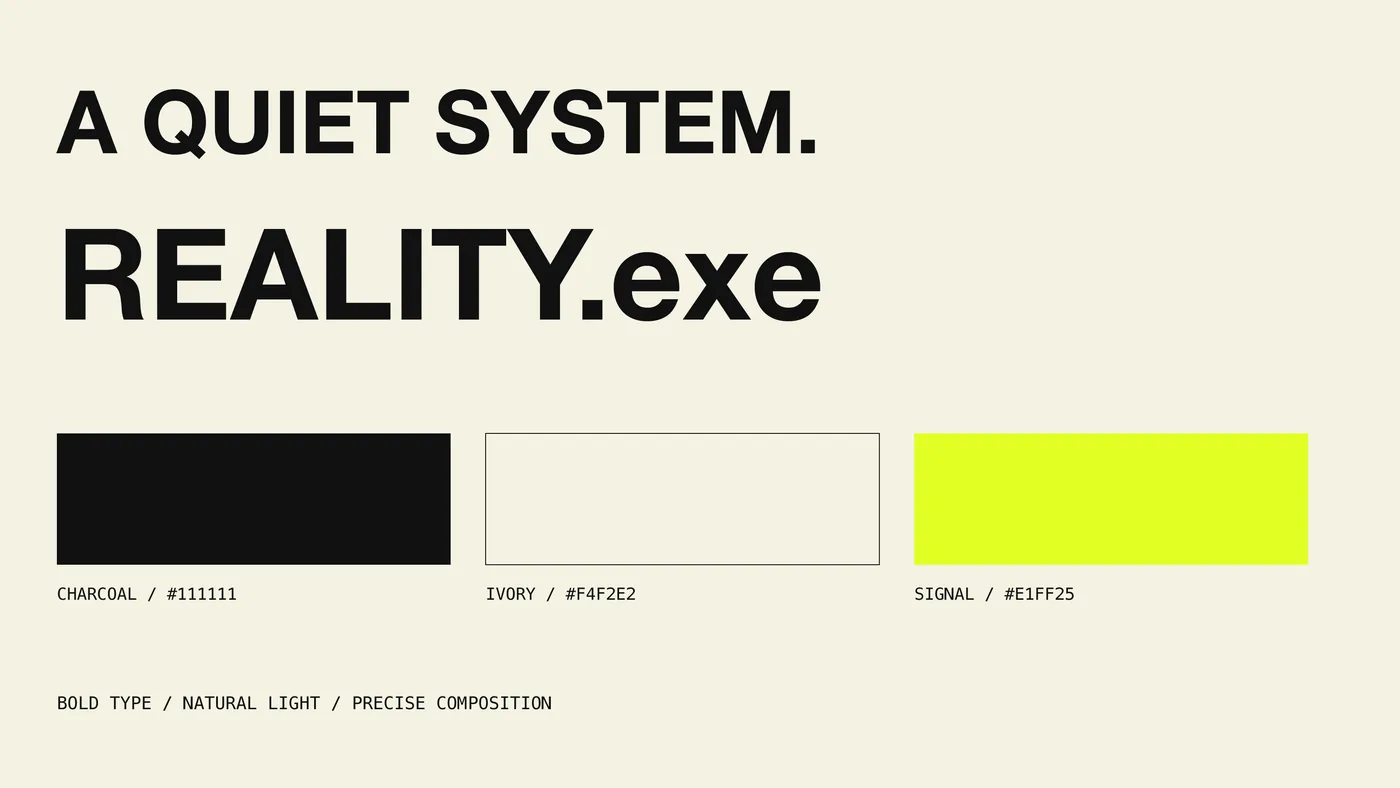 A QUIET SYSTEM.
REALITY.exe
CHARCOAL / #111111
IVORY / #F4F2E2
SIGNAL / #E1FF25
BOLD TYPE / NATURAL LIGHT / PRECISE COMPOSITION